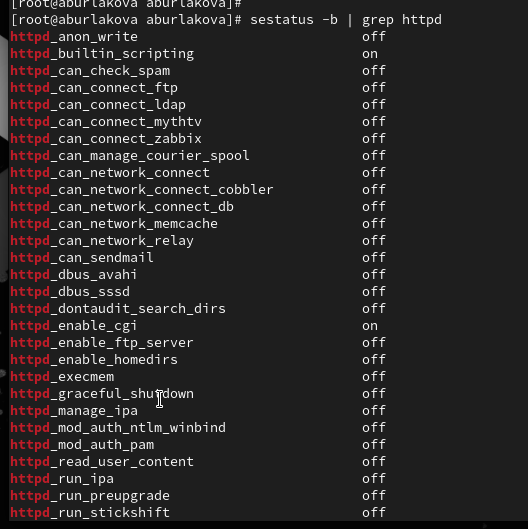 [root@aburlakova aburlakova]#
[root@aburlakova aburlakova]# sestatus -b | grep httpd
httpd_anon_write off
httpd_builtin_scripting on
httpd_can_check_spam off
httpd_can_connect_ftp off
httpd_can_connect_ldap off
httpd_can_connect_mythtv off
httpd_can_connect_zabbix off
httpd_can_manage_courier_spool off
httpd_can_network_connect off
httpd_can_network_connect_cobbler off
httpd_can_network_connect_db off
httpd_can_network_memcache off
httpd_can_network_relay off
httpd_can_sendmail off
httpd_dbus_avahi off
httpd_dbus_sssd off
httpd_dontaudit_search_dirs off
httpd_enable_cgi on
httpd_enable_ftp_server off
httpd_enable_homedirs off
httpd_execmem off
httpd_graceful_shutdown off
httpd_manage_ipa off
httpd_mod_auth_ntlm_winbind off
httpd_mod_auth_pam off
httpd_read_user_content off
httpd_run_ipa off
httpd_run_preupgrade off
httpd_run_stickshift off